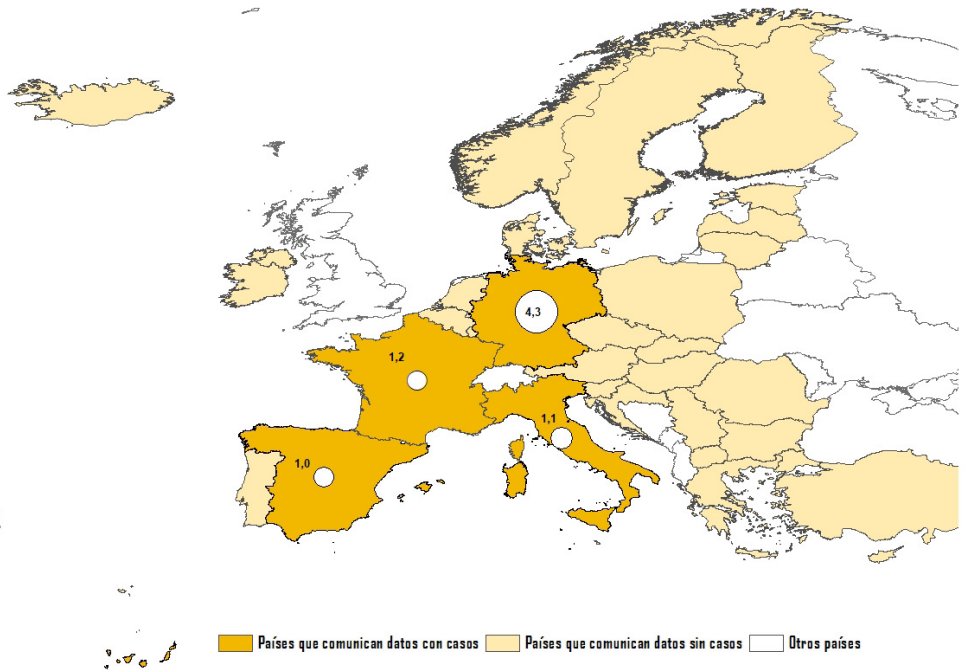 4,3
1,2
1,1
1,0
Países que comunican datos con casos
Países que comunican datos sin casos
Otros países